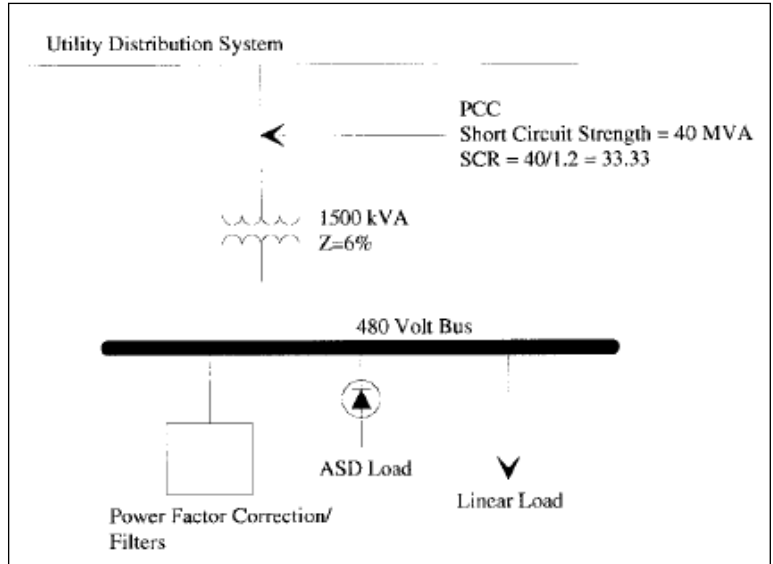 Utility Distribution System
PCC
Short Circuit Strength = 40 MVA
SCR = 40/1.2 = 33.33
1500 kVA
Z=6%
480 Volt Bus
ASD Load
Linear Load
Power Factor Correction/
Filters